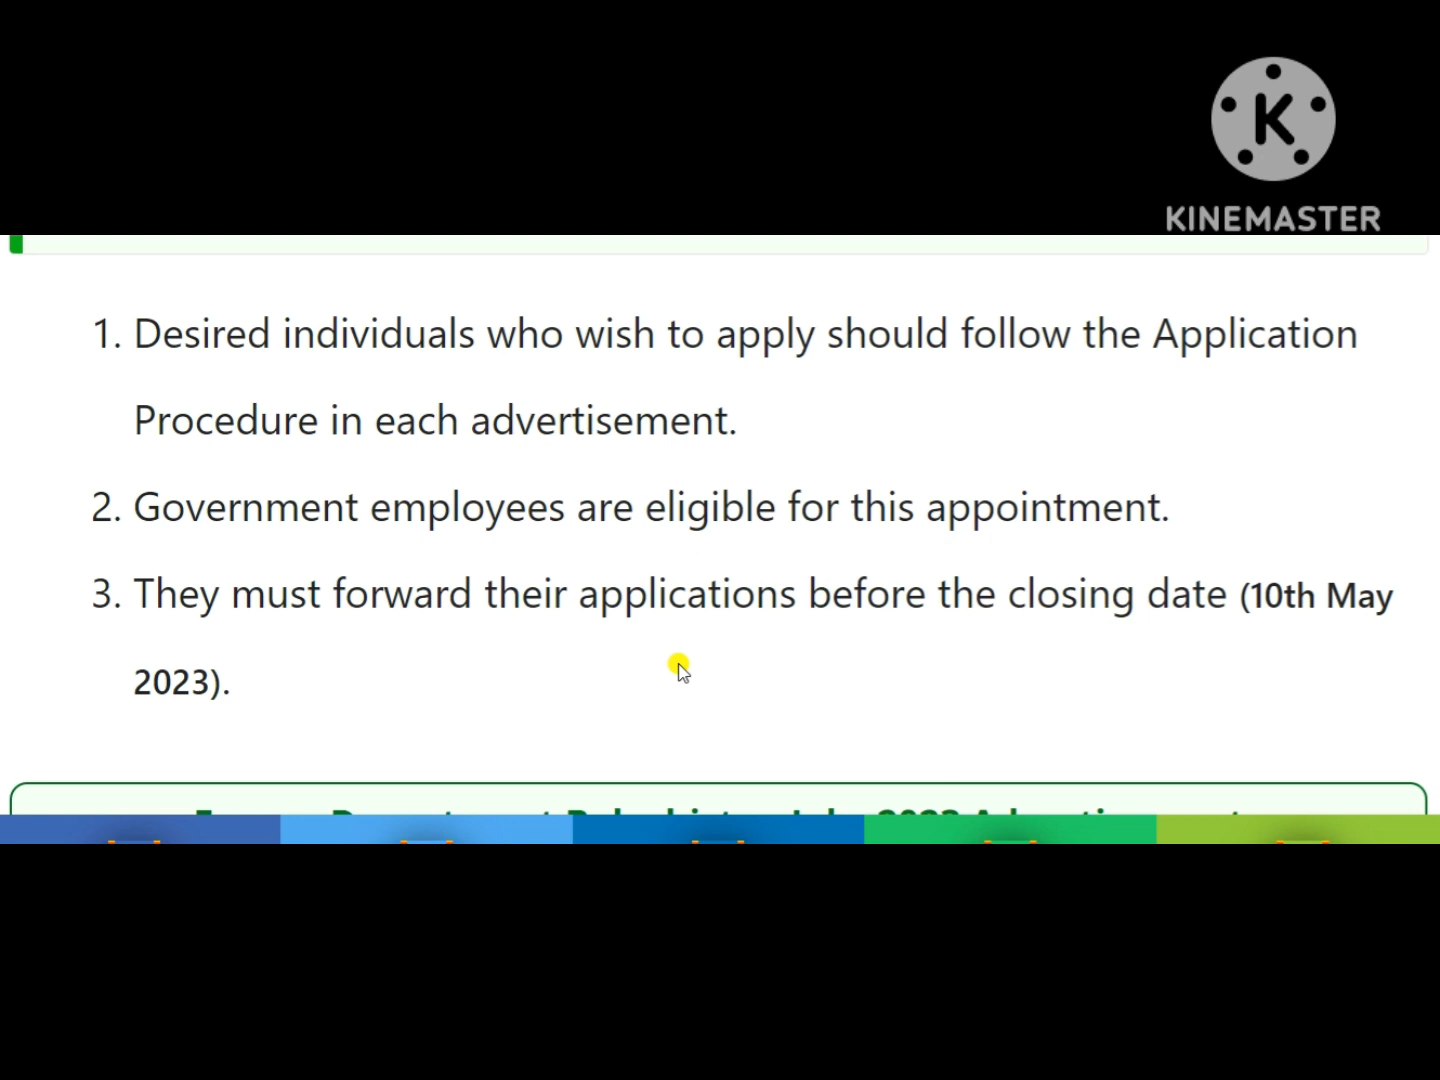 K
KINEMASTER
1. Desired individuals who wish to apply should follow the Application
Procedure in each advertisement.
2. Government employees are eligible for this appointment.
3. They must forward their applications before the closing date (10th May
2023).